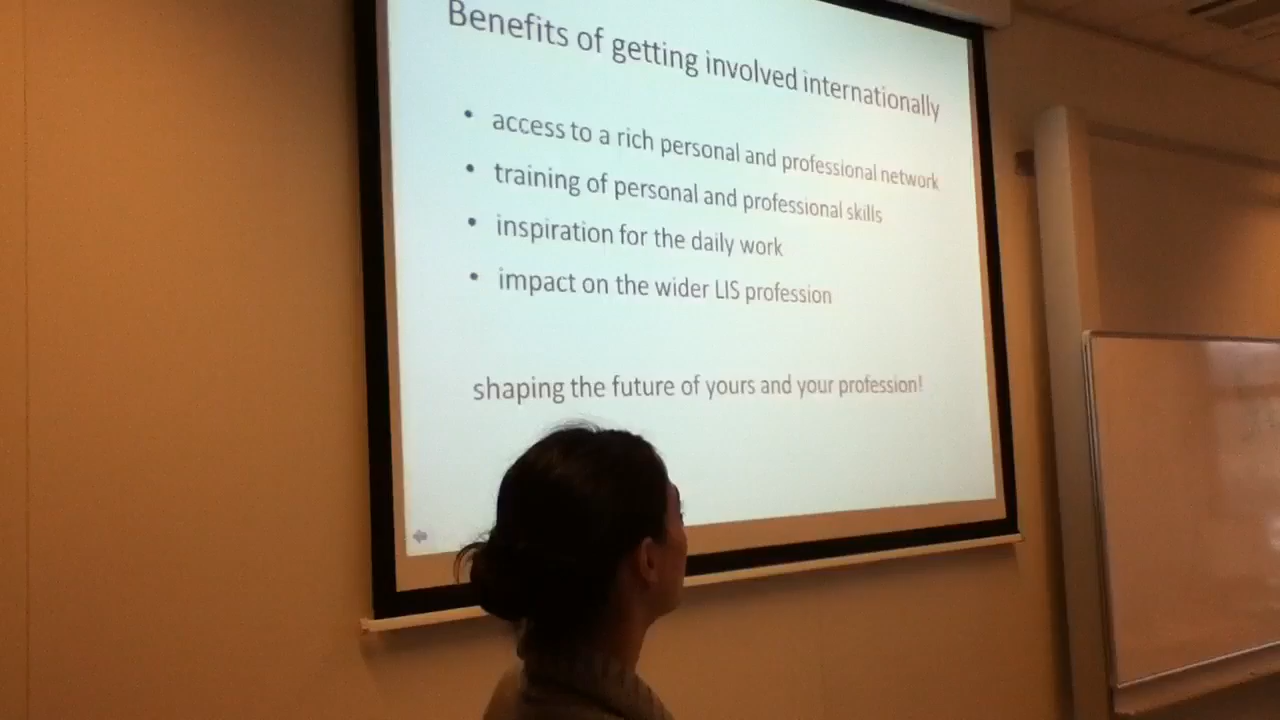 Benefits of getting involved internationally
• access to a rich personal and professional network
• training of personal and professional skills
• inspiration for the daily work
• impact on the wider LIS profession
shaping the future of yours and your profession!